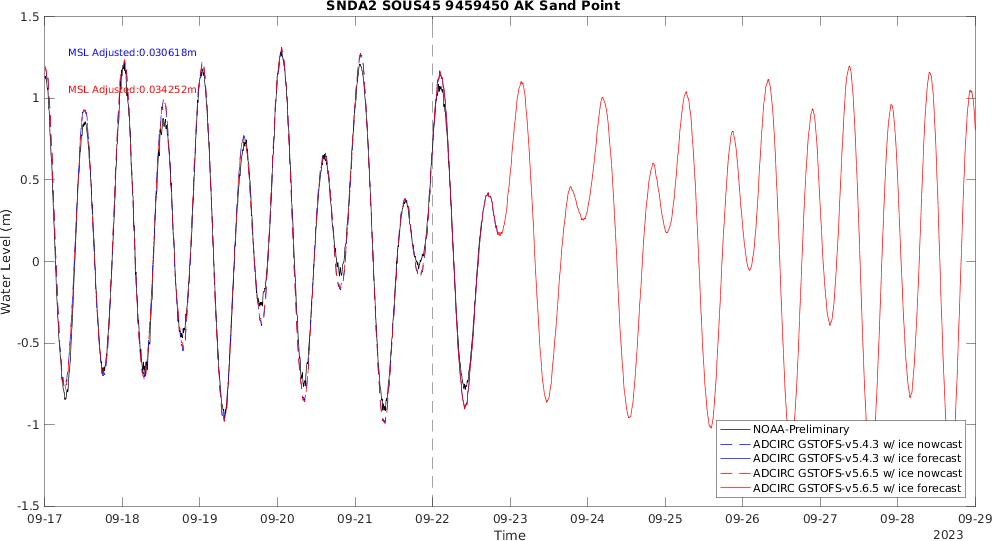 SNDA2 SOUS45 9459450 AK Sand Point
1.5
MSL Adjusted:0.030618m
MSL Adjusted:0.034252m
1
0.5
0
-0.5
-1
-1.5
Water Level (m)
NOAA-Preliminary
ADCIRC GSTOFS-v5.4.3 w/ ice nowcast
ADCIRC GSTOFS-v5.4.3 w/ ice forecast
ADCIRC GSTOFS-v5.6.5 w/ ice nowcast
ADCIRC GSTOFS-v5.6.5 w/ ice forecast
09-17 09-18 09-19 09-20 09-21 09-22 09-23 09-24 09-25 09-26 09-27 09-28 09-29
Time
2023